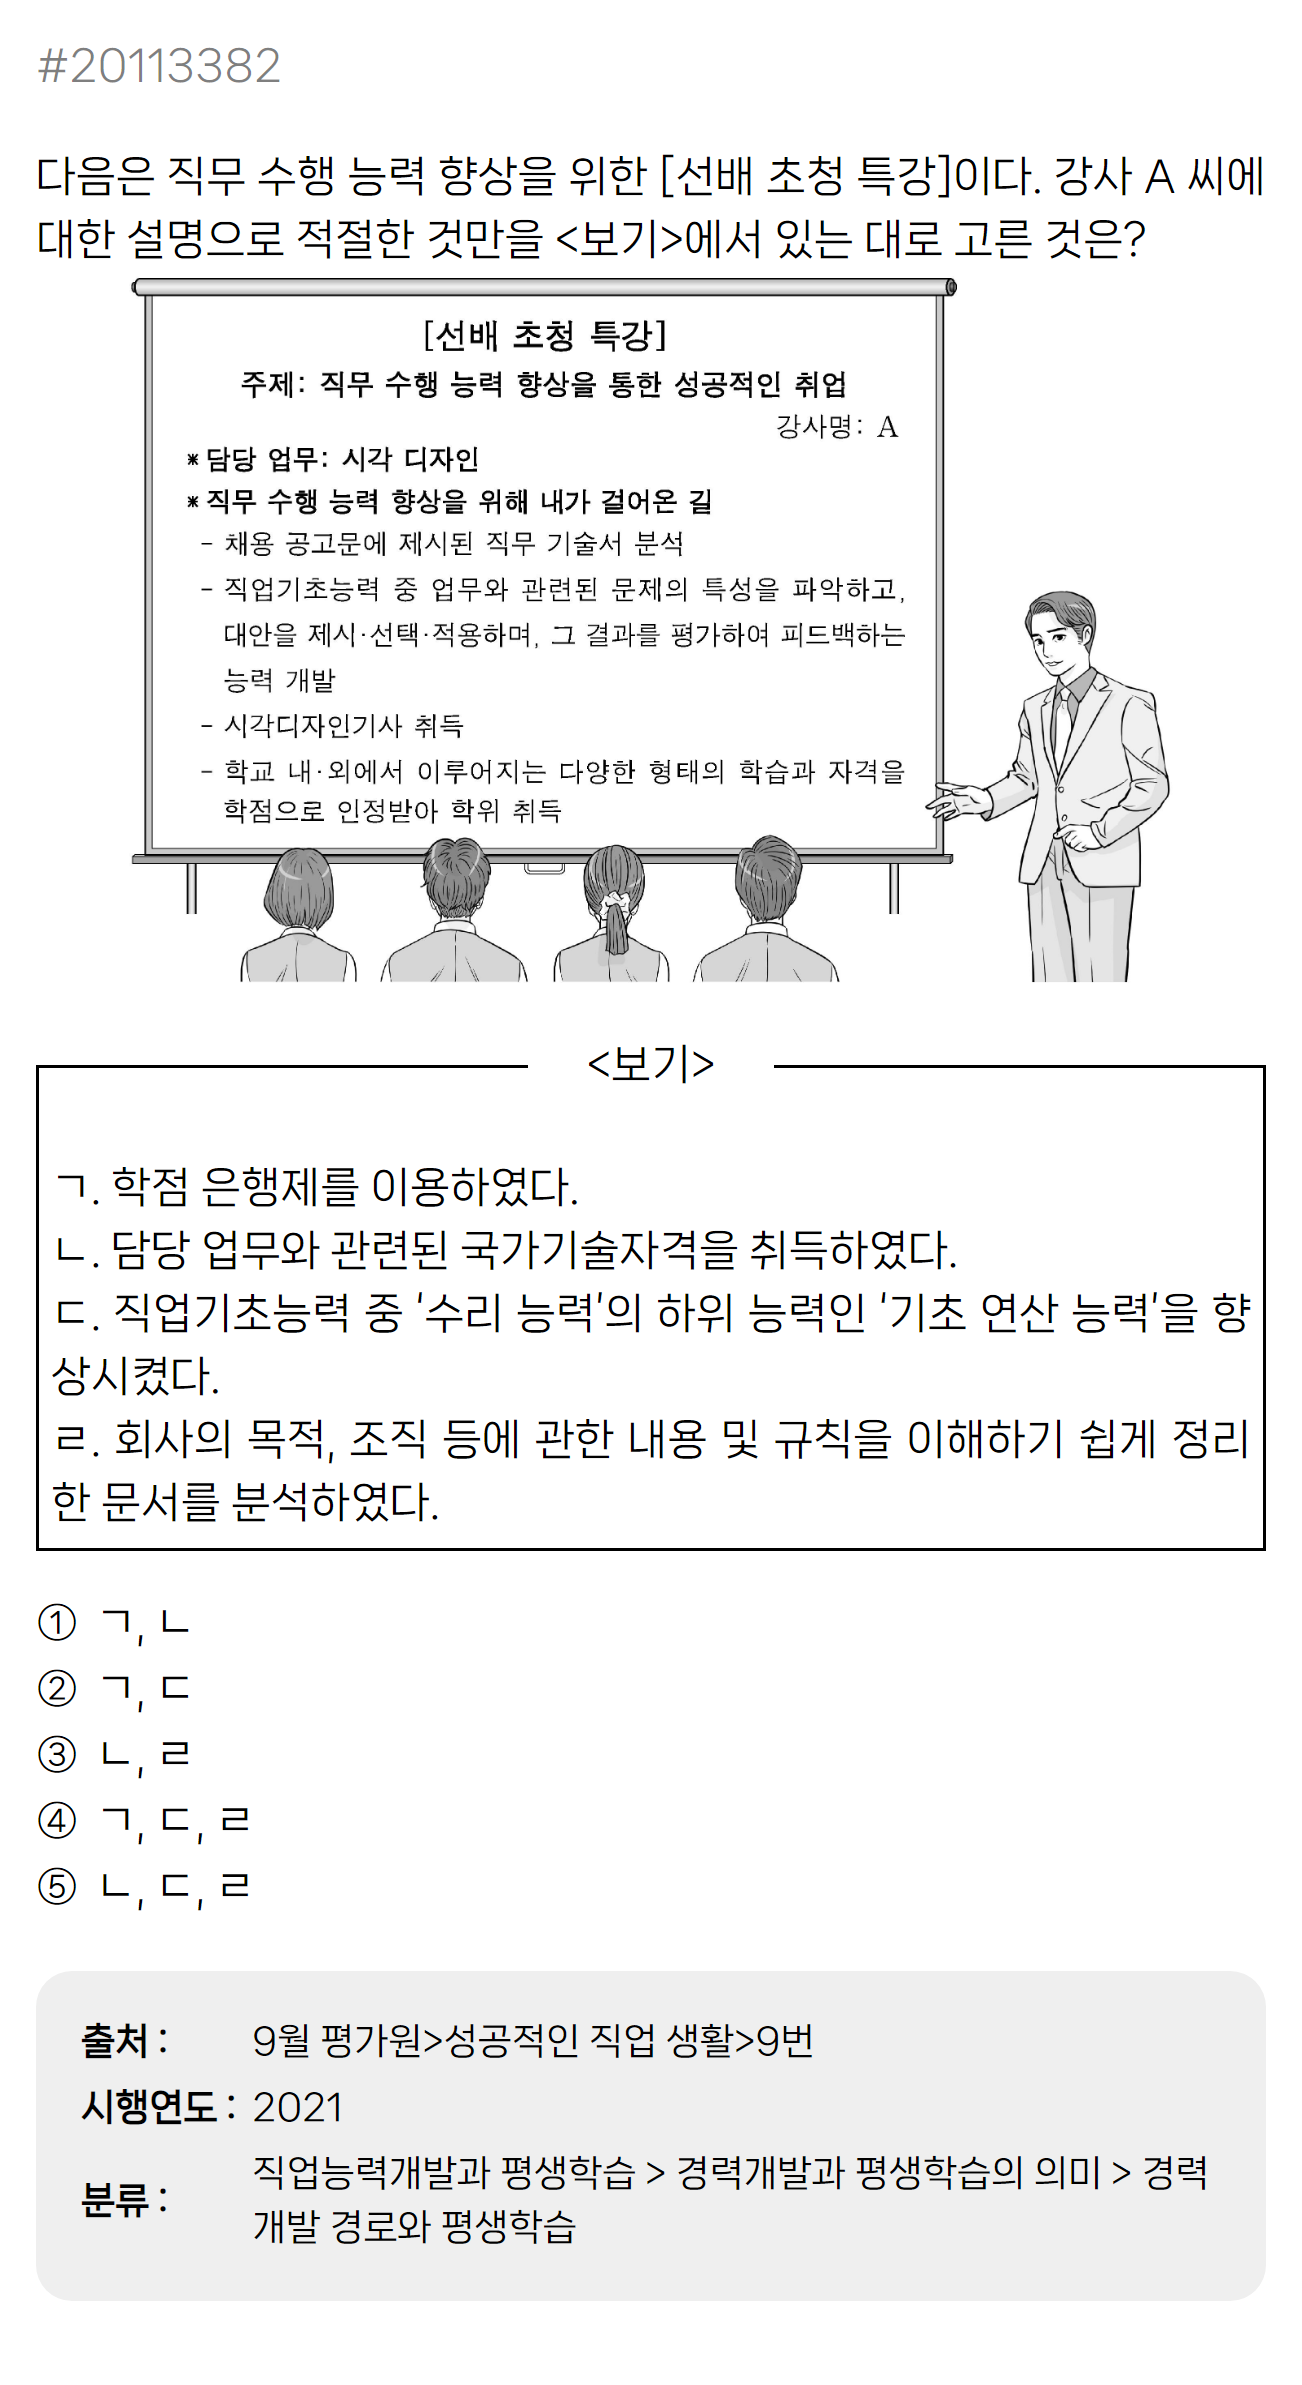 #20113382
다음은 직무 수행 능력 향상을 위한 [선배 초청 특강]이다. 강사 A 씨에
대한 설명으로 적절한 것만을 <보기>에서 있는 대로 고른 것은?
[선배 초청 특강]
주제: 직무 수행 능력 향상을 통한 성공적인 취업
강사명: A
* 담당 업무: 시각 디자인
* 직무 수행 능력 향상을 위해 내가 걸어온 길
- 채용 공고문에 제시된 직무 기술서 분석
- 직업기초능력 중 업무와 관련된 문제의 특성을 파악하고,
대안을 제시·선택·적용하며, 그 결과를 평가하여 피드백하는
능력 개발
- 시각디자인기사 취득
- 학교 내·외에서 이루어지는 다양한 형태의 학습과 자격을
학점으로 인정받아 학위 취득
<보기>
ㄱ. 학점 은행제를 이용하였다.
ㄴ. 담당 업무와 관련된 국가기술자격을 취득하였다.
ㄷ. 직업기초능력 중 ‘수리 능력’의 하위 능력인 ‘기초 연산 능력’을 향
상시켰다.
ㄹ. 회사의 목적, 조직 등에 관한 내용 및 규칙을 이해하기 쉽게 정리
한 문서를 분석하였다.
① ㄱ, ㄴ
② ㄱ, ㄷ
③ ㄴ, ㄹ
④ ㄱ, ㄷ, ㄹ
⑤ ㄴ, ㄷ, ㄹ
출처 : 9월 평가원>성공적인 직업 생활>9번
시행연도 : 2021
분류 : 직업능력개발과 평생학습 > 경력개발과 평생학습의 의미 > 경력
개발 경로와 평생학습